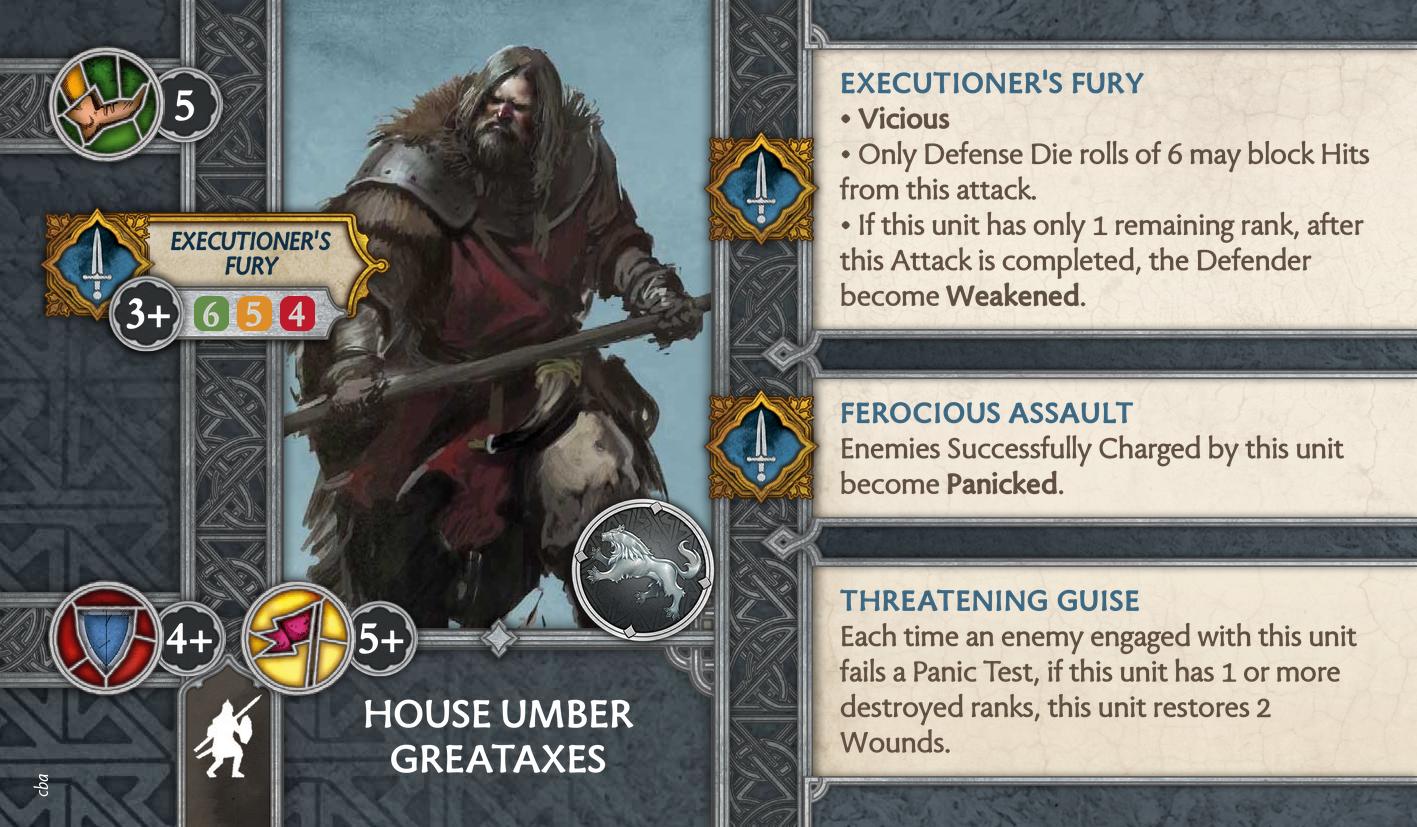 5
EXECUTIONER'S
FURY
3+ 6 5 4
4+ 5+
HOUSE UMBER
GREATAXES
cba
EXECUTIONER'S FURY
• Vicious
• Only Defense Die rolls of 6 may block Hits
from this attack.
• If this unit has only 1 remaining rank, after
this Attack is completed, the Defender
become Weakened.
FEROCIOUS ASSAULT
Enemies Successfully Charged by this unit
become Panicked.
THREATENING GUISE
Each time an enemy engaged with this unit
fails a Panic Test, if this unit has 1 or more
destroyed ranks, this unit restores 2
Wounds.